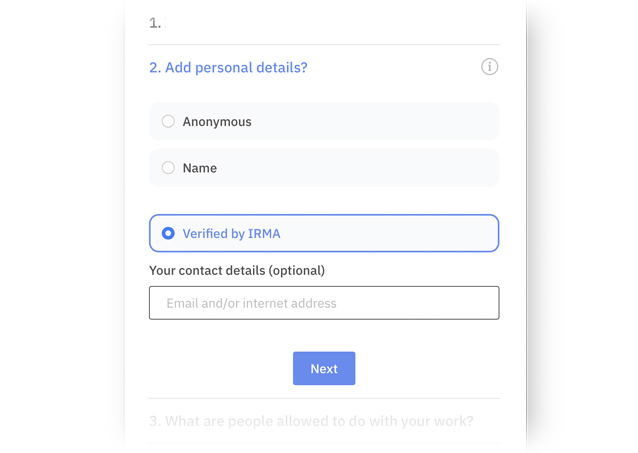 1.
2. Add personal details?
Anonymous
Name
Verified by IRMA
Your contact details (optional)
Email and/or internet address
Next
3. What are people allowed to do with your work?